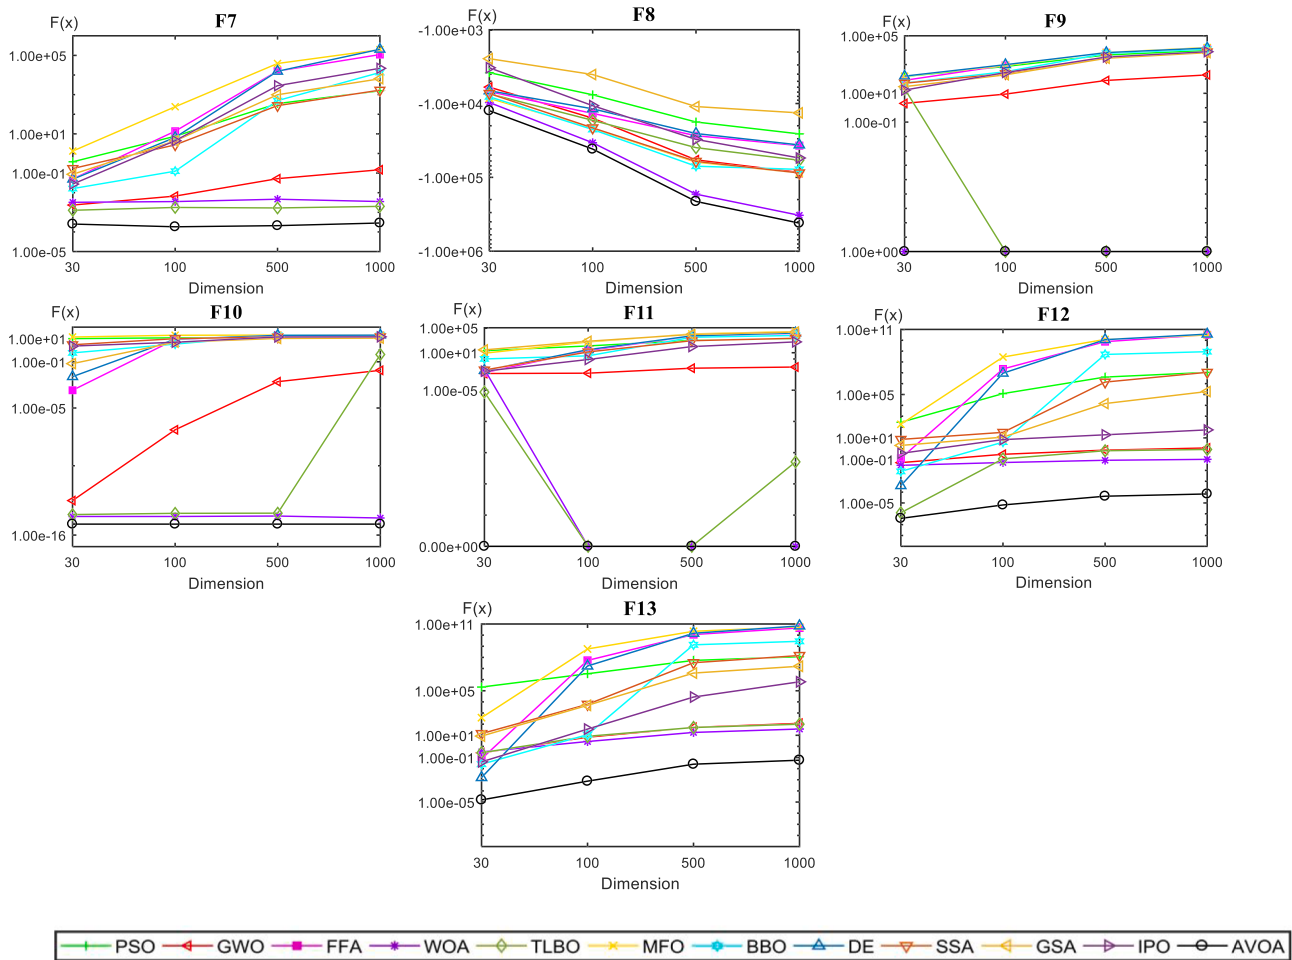 F7
F(x)
1.00e+05
1.00e+01
1.00e-01
1.00e-05
30 100 500 1000
Dimension
F8
F(x)
-1.00e+03
-1.00e+04
-1.00e+05
-1.00e+06
30 100 500 1000
Dimension
F9
F(x)
1.00e+05
1.00e+01
1.00e-01
1.00e+00
30 100 500 1000
Dimension
F10
F(x)
1.00e+01
1.00e-01
1.00e-05
1.00e-16
30 100 500 1000
Dimension
F11
F(x)
1.00e+05
1.00e+01
1.00e-05
0.00e+00
30 100 500 1000
Dimension
F12
F(x)
1.00e+11
1.00e+05
1.00e+01
1.00e-01
1.00e-05
30 100 500 1000
Dimension
F13
F(x)
1.00e+11
1.00e+05
1.00e+01
1.00e-01
1.00e-05
30 100 500 1000
Dimension
PSO GWO FFA WOA TLBO MFO BBO DE SSA GSA IPO AVOA